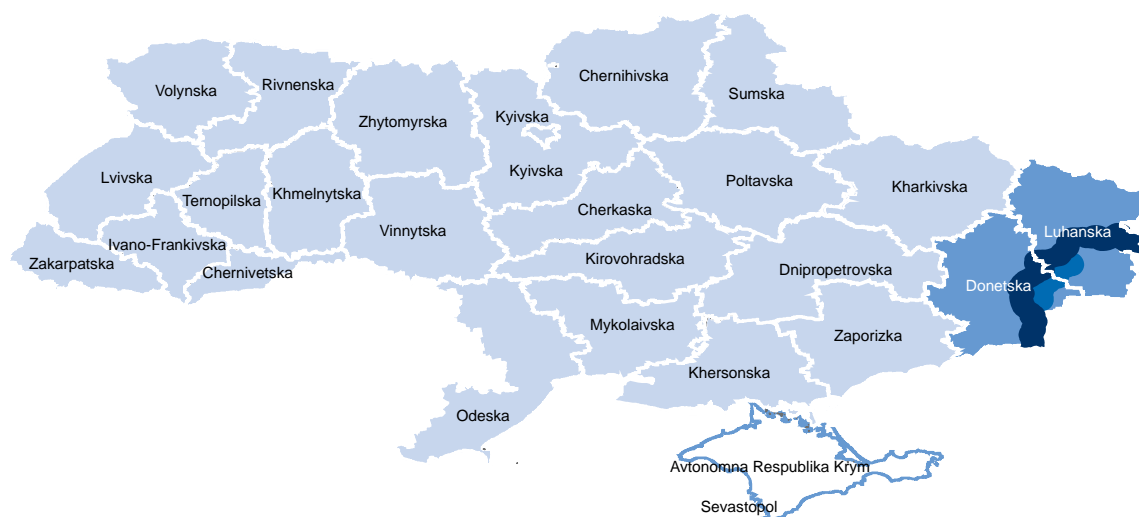 Chernihivska
Rivnenska
Volynska
Sumska
Zhytomyrska
Kyivska
Kyivska
Lvivska
Ternopilska
Khmelnytska
Poltavska
Kharkivska
Cherkaska
Vinnytska
Luhanska
Ivano-Frankivska
Zakarpatska
Chernivetska
Kirovohradska
Dnipropetrovska
Donetska
Mykolaivska
Zaporizka
Khersonska
Odeska
Avtonomna Respublika Krym
Sevastopol